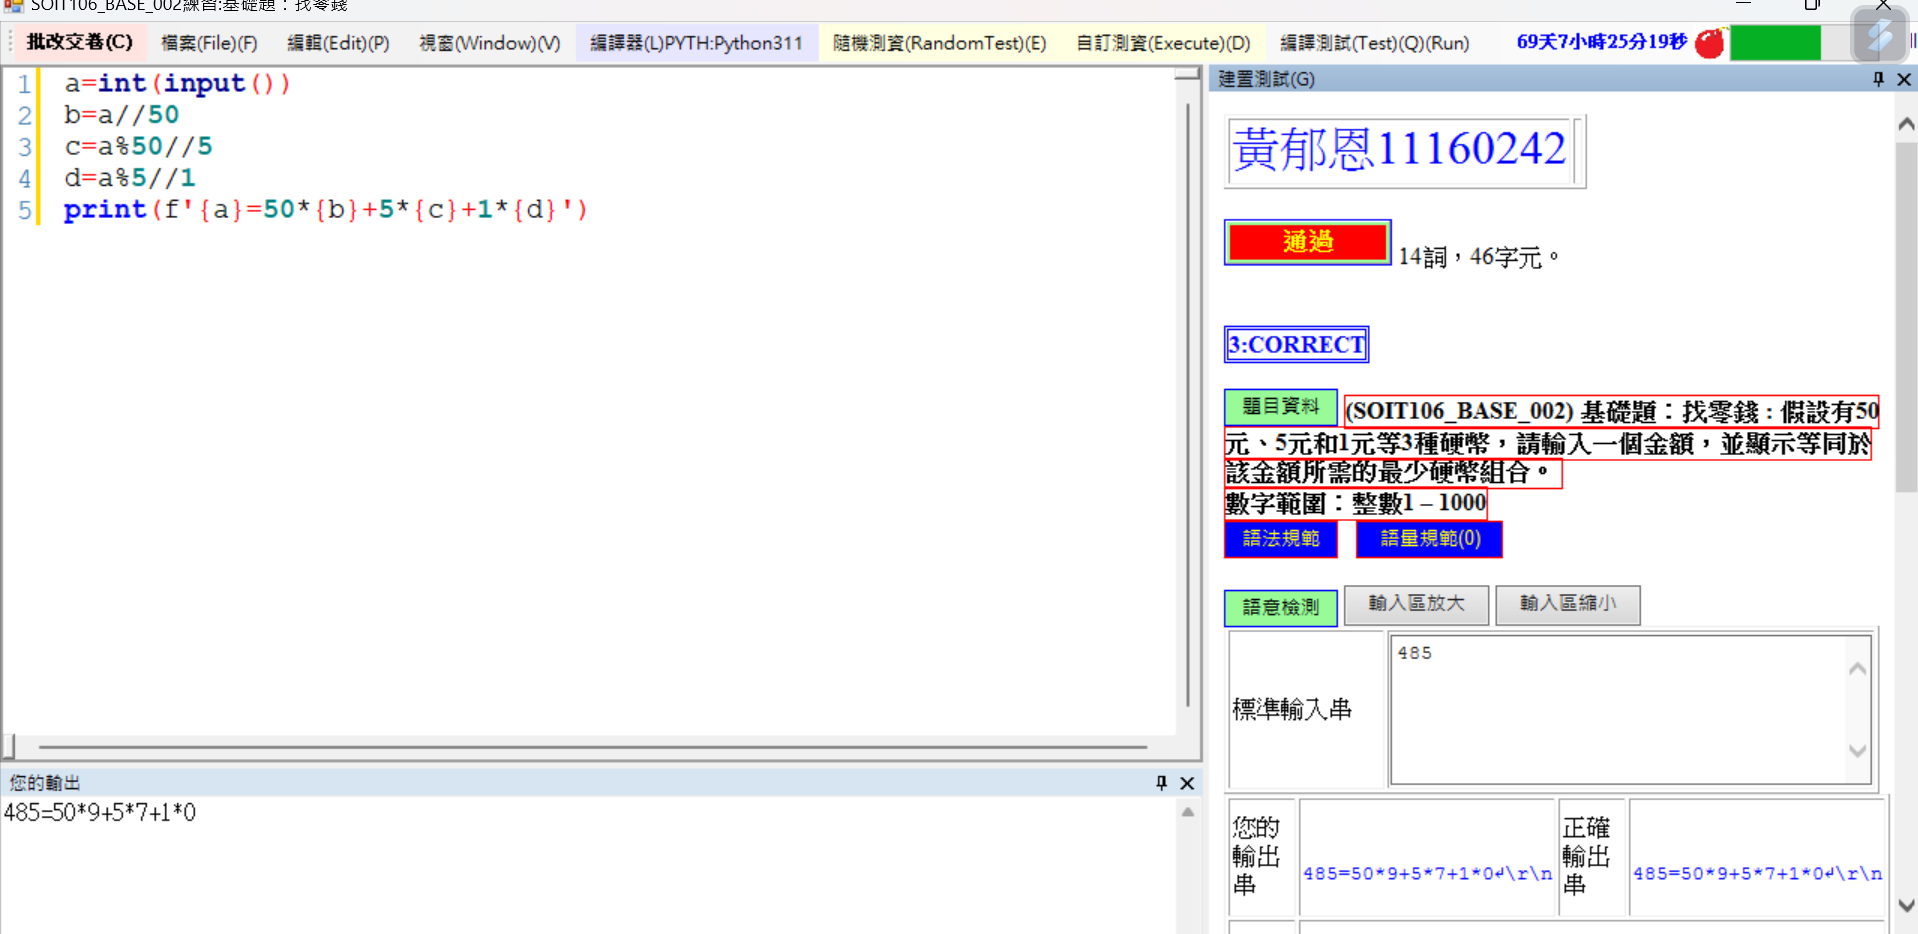 SOIT106_BASE_002練習:基礎題：找零錢
批改交卷(C) 檔案(File)(F) 編輯(Edit)(P) 視窗(Window)(V) 編譯器(L)PYTH:Python311 隨機測資(RandomTest)(E) 自訂測資(Execute)(D) 編譯測試(Test)(Q)(Run) 69天7小時25分19秒
1 a=int(input())
2 b=a//50
3 c=a%50//5
4 d=a%5//1
5 print(f'{a}=50*{b}+5*{c}+1*{d}')
您的輸出
485=50*9+5*7+1*0
建置測試(G)
黃郁恩11160242
通過 14詞，46字元。
3:CORRECT
題目資料 (SOIT106_BASE_002) 基礎題：找零錢 : 假設有50
元、5元和1元等3種硬幣，請輸入一個金額，並顯示等同於
該金額所需的最少硬幣組合。
數字範圍：整數1 – 1000
語法規範 語量規範(0)
語意檢測 輸入區放大 輸入區縮小
標準輸入串 485
您的
輸出
串
485=50*9+5*7+1*0↵\r\n
正確
輸出
串
485=50*9+5*7+1*0↵\r\n